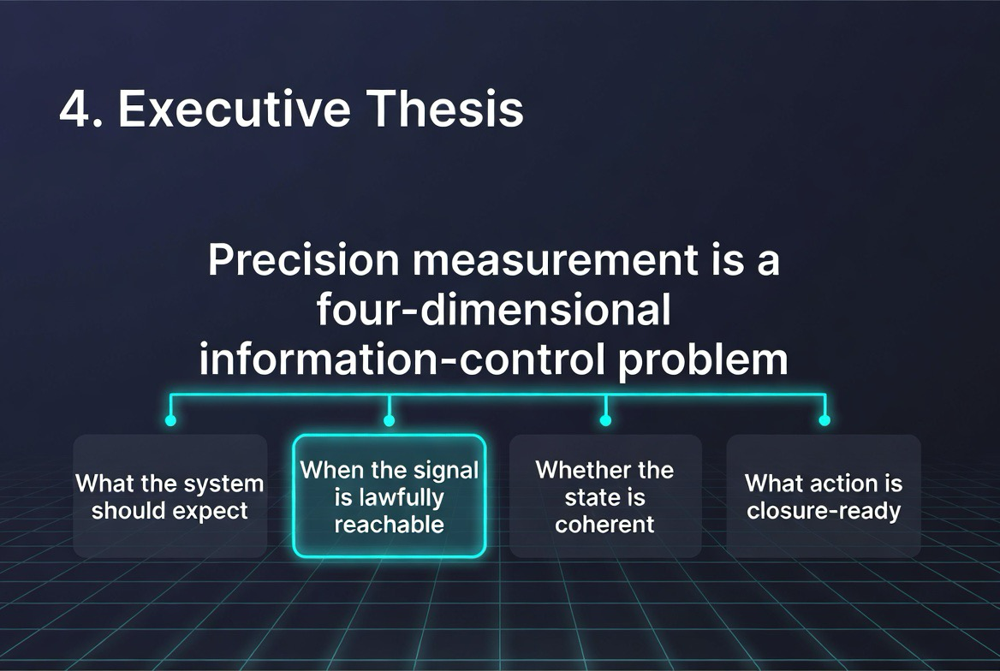 4. Executive Thesis
Precision measurement is a
four-dimensional
information-control problem
What the system
should expect
When the signal
is lawfully
reachable
Whether the
state is
coherent
What action is
closure-ready